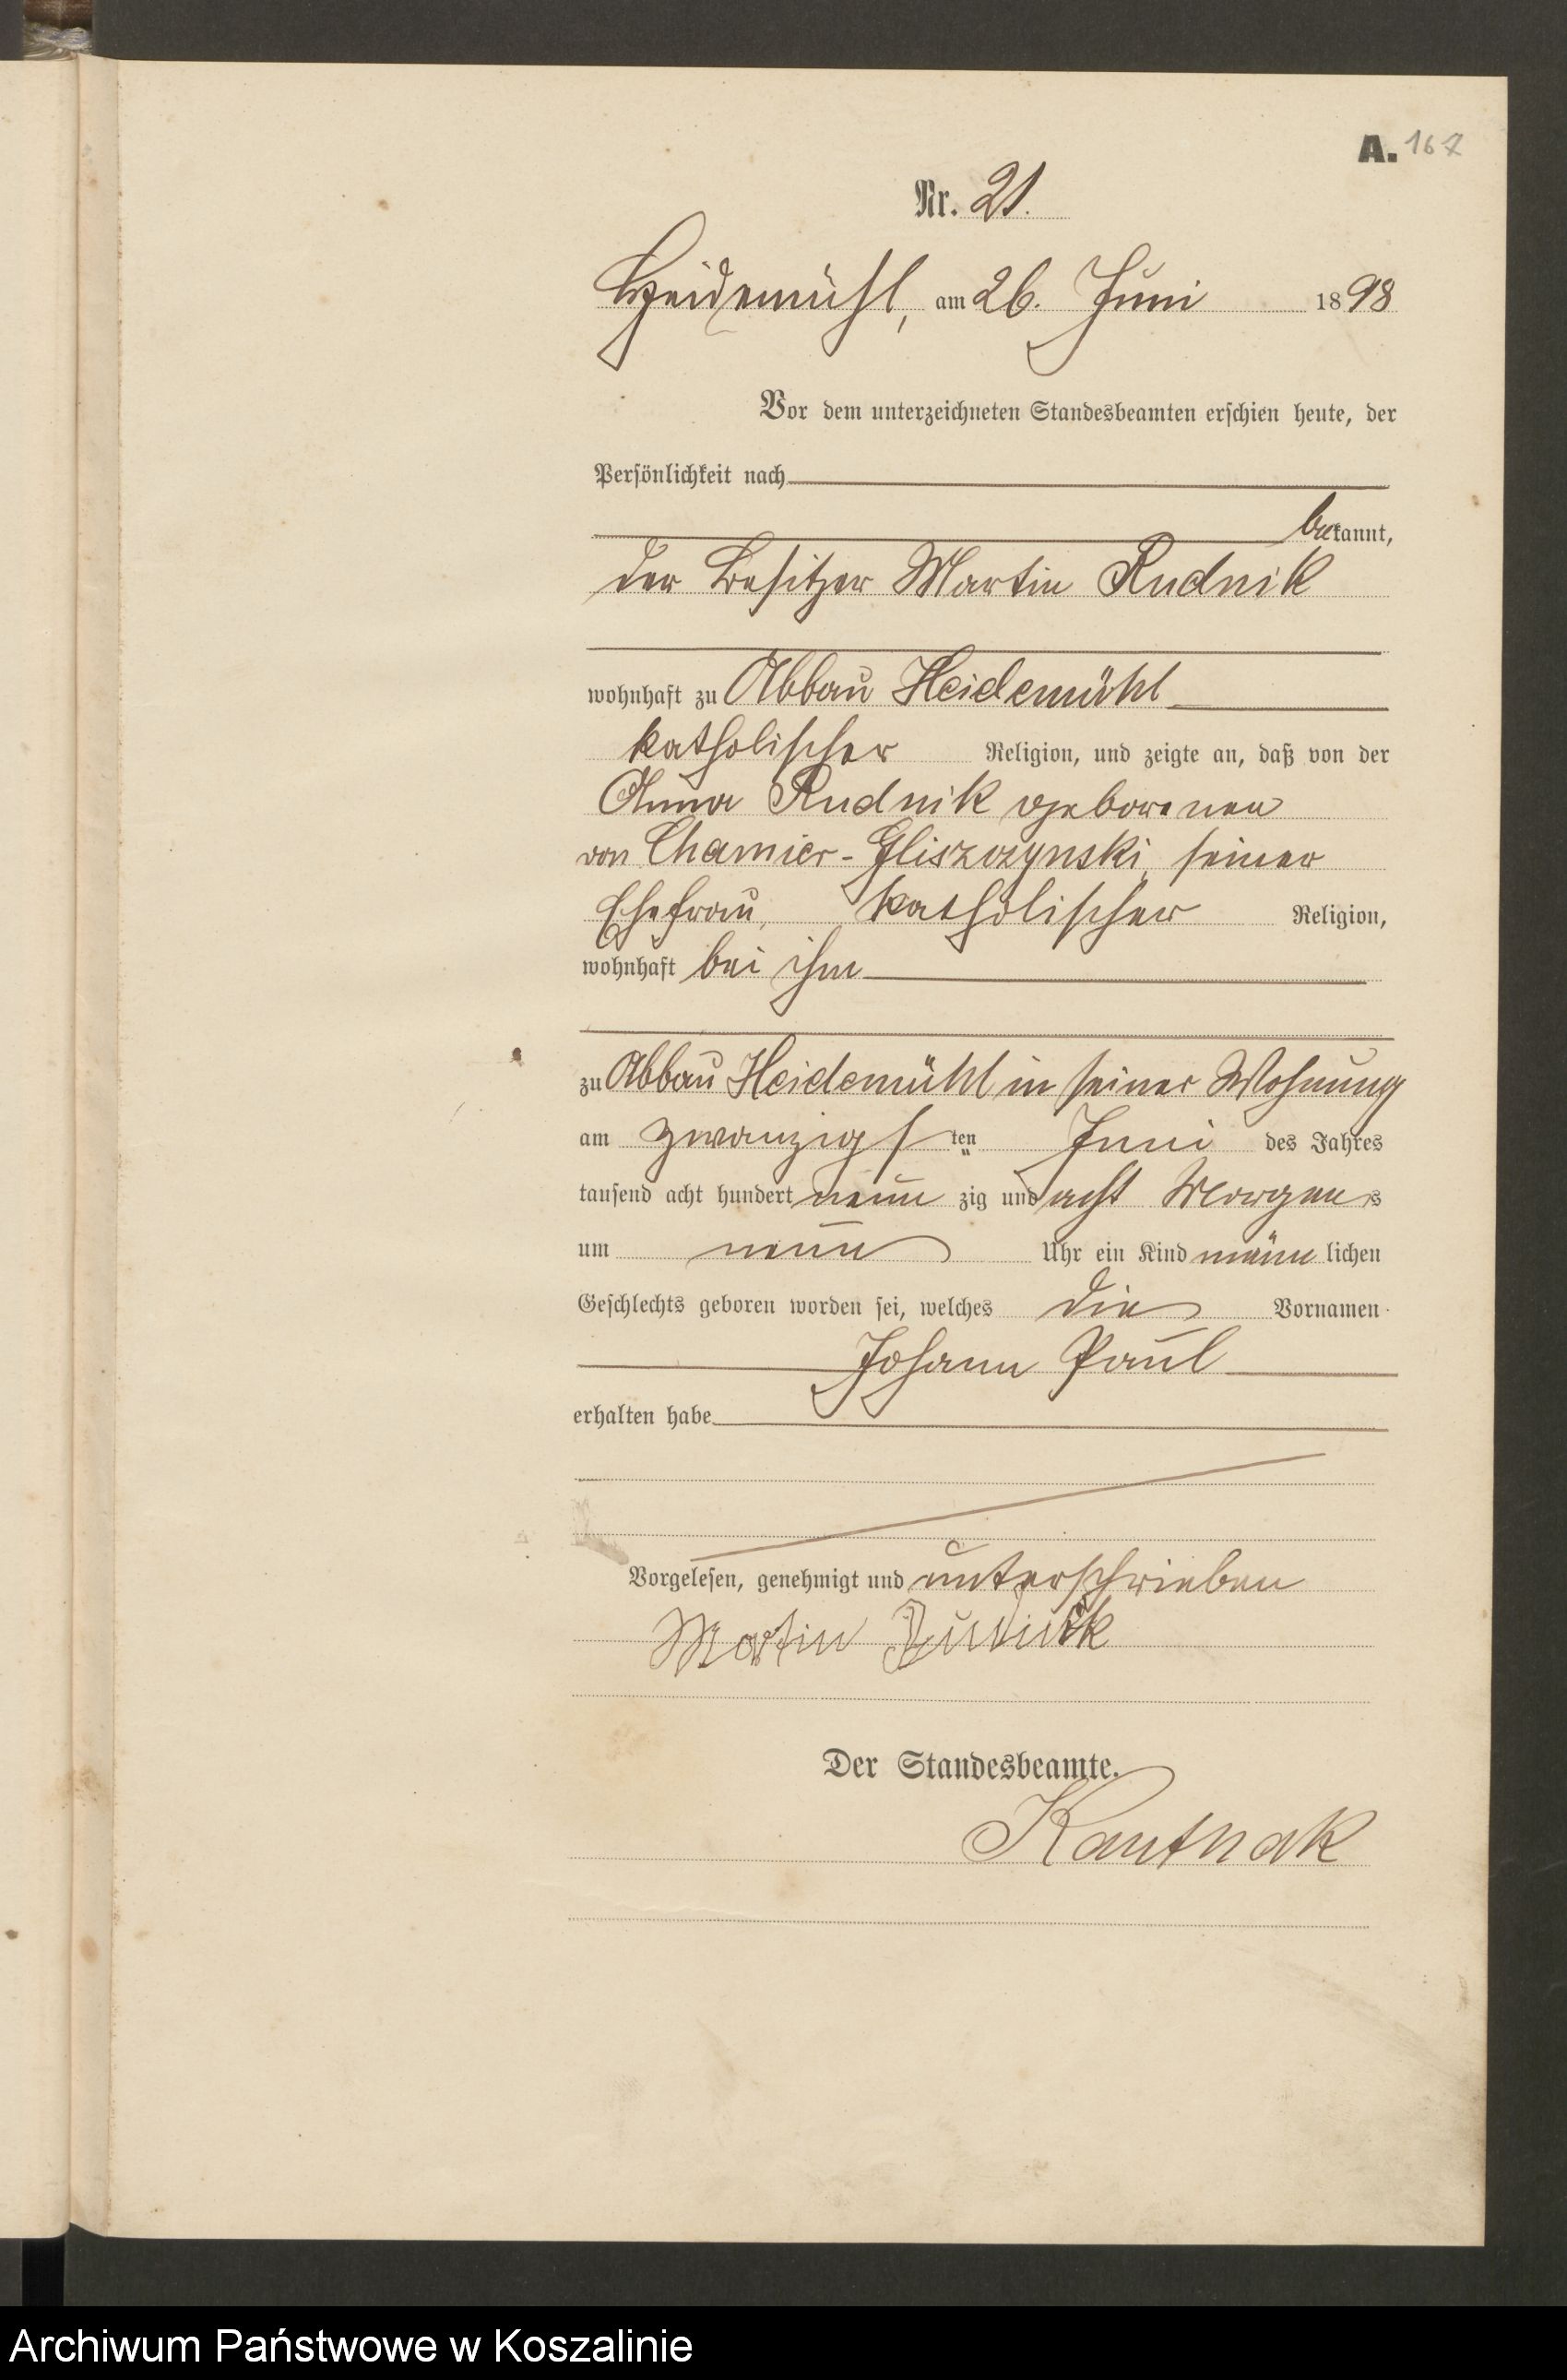 A. 167
Nr. 21.
Heidemühl, am 26. Juni 1898
Vor dem unterzeichneten Standesbeamten erschien heute, der
Persönlichkeit nach
bekannt,
der Besitzer Martin Rudnik
wohnhaft zu Abbau Heidemühl
katholischer Religion, und zeigte an, daß von der
Anna Rudnik geborenen
von Chamier-Gliszczynski, seiner
Ehefrau, katholischer Religion,
wohnhaft bei ihm
zu Abbau Heidemühl in seiner Wohnung
am zwanzigsten Juni des Jahres
tausend acht hundert neunzig und acht Morgens
um neun Uhr ein Kind männlichen
Geschlechts geboren worden sei, welches die Vornamen
Johann Paul
erhalten habe
Vorgelesen, genehmigt und unterschrieben
Martin Rudnik
Der Standesbeamte.
Kautnak
Archiwum Państwowe w Koszalinie